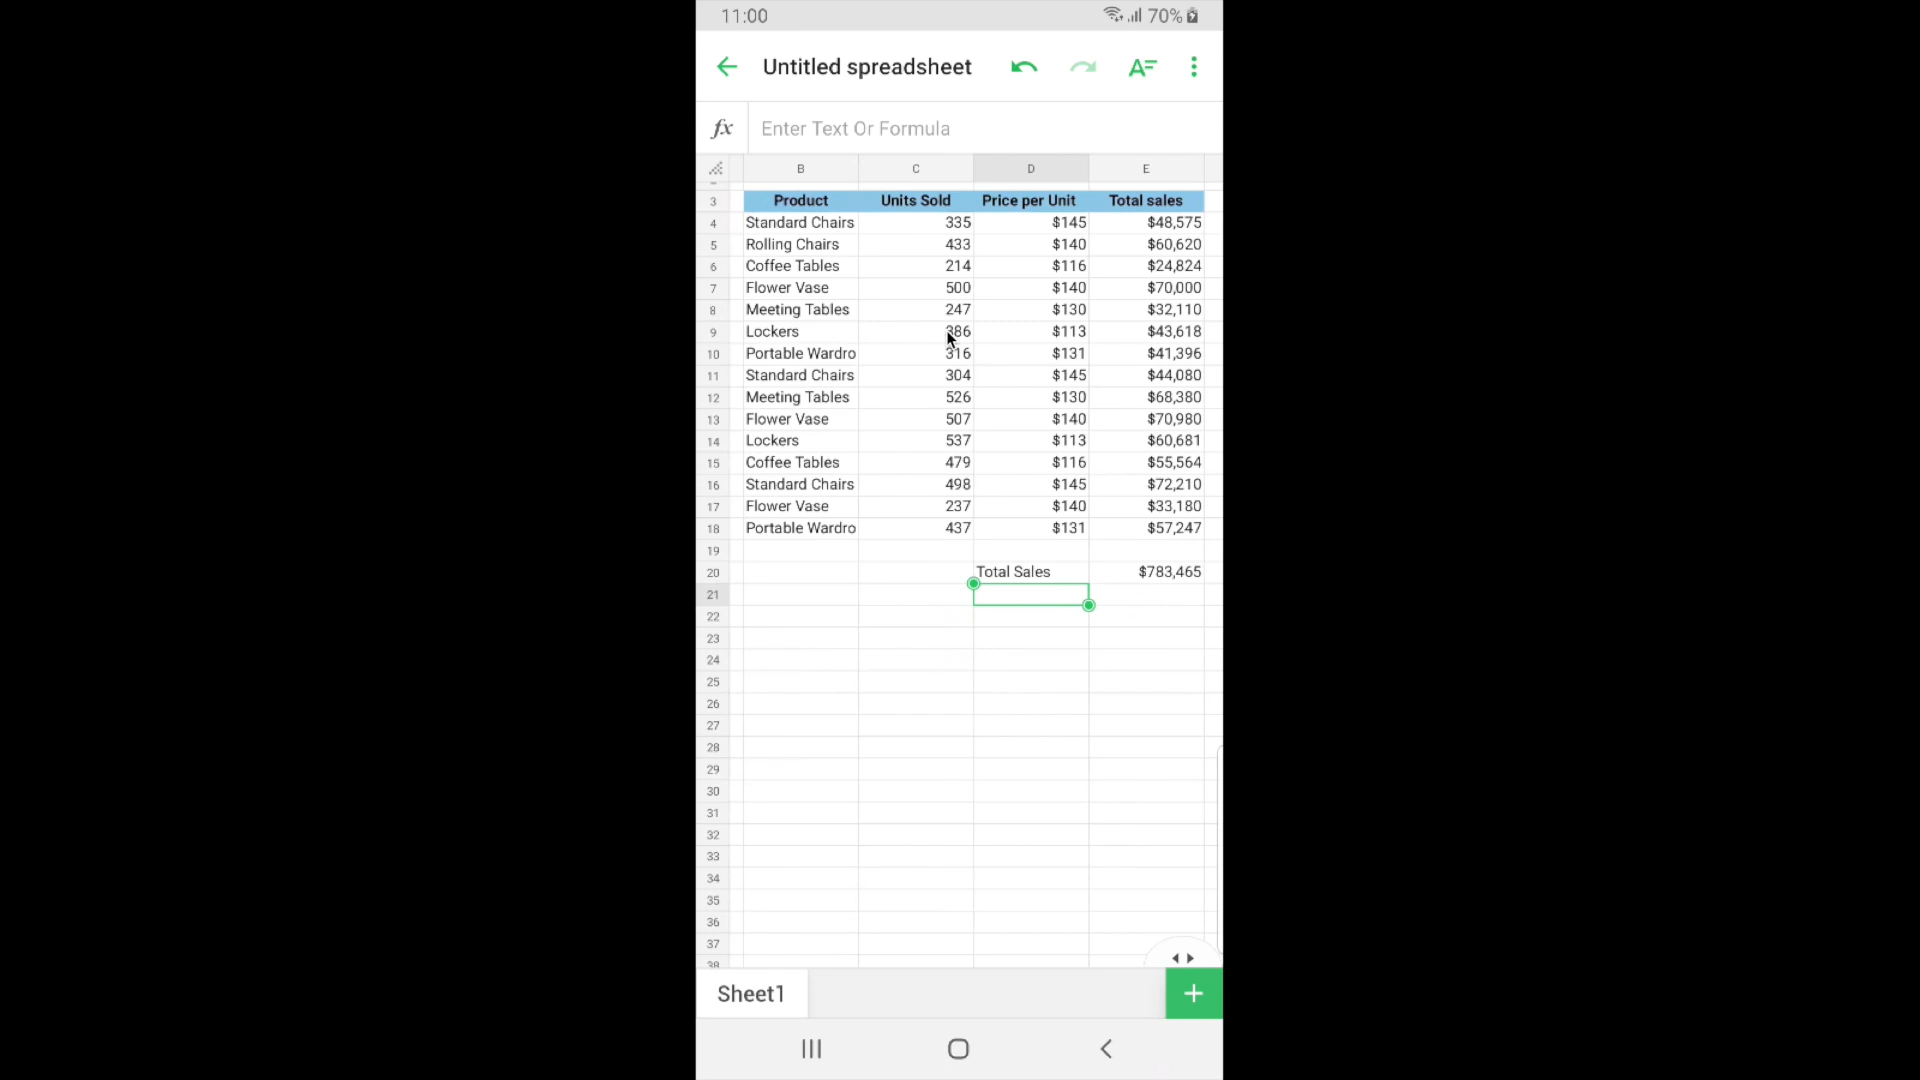 11:00 70%
Untitled spreadsheet
fx Enter Text Or Formula
B C D E
3 Product Units Sold Price per Unit Total sales
4 Standard Chairs 335 $145 $48,575
5 Rolling Chairs 433 $140 $60,620
6 Coffee Tables 214 $116 $24,824
7 Flower Vase 500 $140 $70,000
8 Meeting Tables 247 $130 $32,110
9 Lockers 386 $113 $43,618
10 Portable Wardro 316 $131 $41,396
11 Standard Chairs 304 $145 $44,080
12 Meeting Tables 526 $130 $68,380
13 Flower Vase 507 $140 $70,980
14 Lockers 537 $113 $60,681
15 Coffee Tables 479 $116 $55,564
16 Standard Chairs 498 $145 $72,210
17 Flower Vase 237 $140 $33,180
18 Portable Wardro 437 $131 $57,247
19
20 Total Sales $783,465
21
22
23
24
25
26
27
28
29
30
31
32
33
34
35
36
37
38
Sheet1